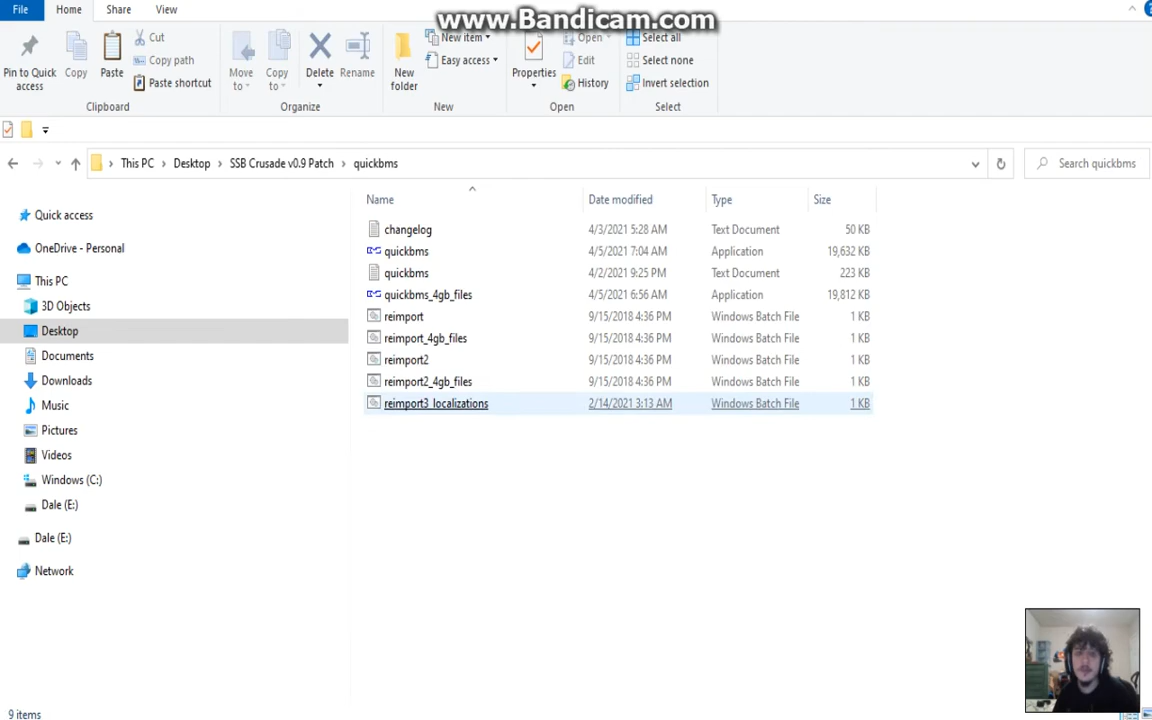 www.Bandicam.com
File Home Share View
Pin to Quick access
Copy
Paste
Cut
Copy path
Paste shortcut
Clipboard
Move to
Copy to
Delete
Rename
Organize
New folder
New item
Easy access
New
Properties
Open
Edit
History
Open
Select all
Select none
Invert selection
Select
This PC > Desktop > SSB Crusade v0.9 Patch > quickbms
Search quickbms
Quick access
OneDrive - Personal
This PC
3D Objects
Desktop
Documents
Downloads
Music
Pictures
Videos
Windows (C:)
Dale (E:)
Dale (E:)
Network
Name Date modified Type Size
changelog 4/3/2021 5:28 AM Text Document 50 KB
quickbms 4/5/2021 7:04 AM Application 19,632 KB
quickbms 4/2/2021 9:25 PM Text Document 223 KB
quickbms_4gb_files 4/5/2021 6:56 AM Application 19,812 KB
reimport 9/15/2018 4:36 PM Windows Batch File 1 KB
reimport_4gb_files 9/15/2018 4:36 PM Windows Batch File 1 KB
reimport2 9/15/2018 4:36 PM Windows Batch File 1 KB
reimport2_4gb_files 9/15/2018 4:36 PM Windows Batch File 1 KB
reimport3_localizations 2/14/2021 3:13 AM Windows Batch File 1 KB
9 items